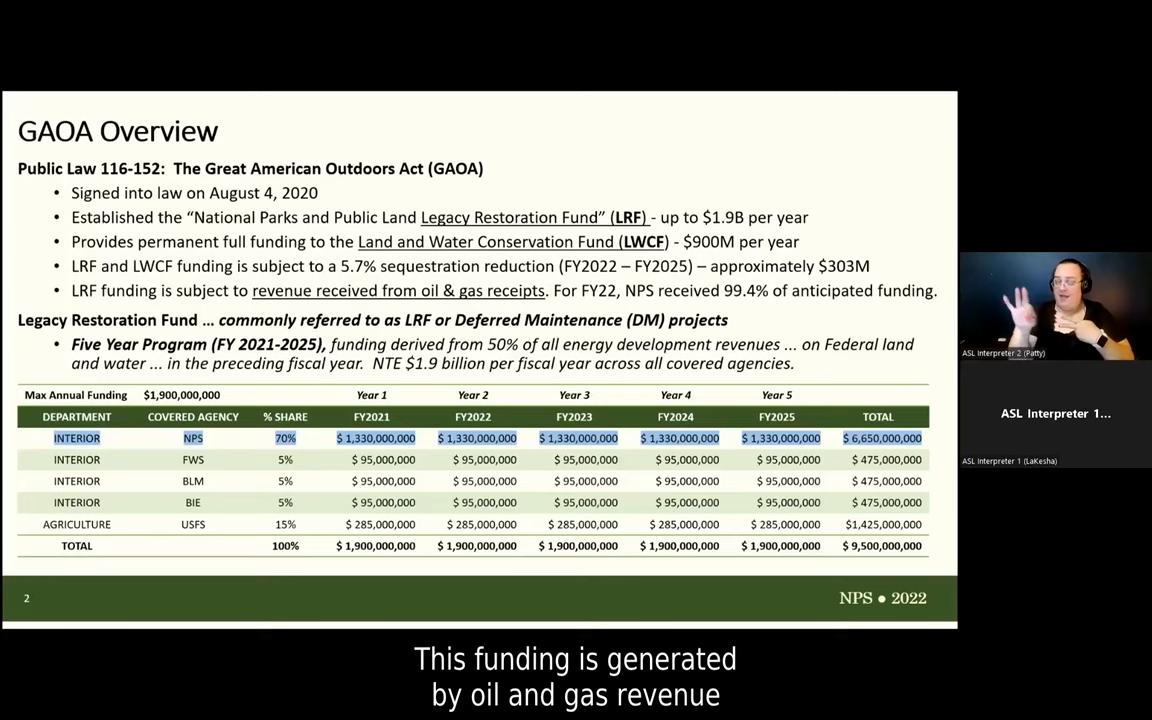 GAOA Overview
Public Law 116-152: The Great American Outdoors Act (GAOA)
• Signed into law on August 4, 2020
• Established the “National Parks and Public Land Legacy Restoration Fund” (LRF) - up to $1.9B per year
• Provides permanent full funding to the Land and Water Conservation Fund (LWCF) - $900M per year
• LRF and LWCF funding is subject to a 5.7% sequestration reduction (FY2022 – FY2025) – approximately $303M
• LRF funding is subject to revenue received from oil & gas receipts. For FY22, NPS received 99.4% of anticipated funding.
Legacy Restoration Fund ... commonly referred to as LRF or Deferred Maintenance (DM) projects
• Five Year Program (FY 2021-2025), funding derived from 50% of all energy development revenues ... on Federal land
and water ... in the preceding fiscal year. NTE $1.9 billion per fiscal year across all covered agencies.
Max Annual Funding $1,900,000,000 Year 1 Year 2 Year 3 Year 4 Year 5
DEPARTMENT COVERED AGENCY % SHARE FY2021 FY2022 FY2023 FY2024 FY2025 TOTAL
INTERIOR NPS 70% $ 1,330,000,000 $ 1,330,000,000 $ 1,330,000,000 $ 1,330,000,000 $ 1,330,000,000 $ 6,650,000,000
INTERIOR FWS 5% $ 95,000,000 $ 95,000,000 $ 95,000,000 $ 95,000,000 $ 95,000,000 $ 475,000,000
INTERIOR BLM 5% $ 95,000,000 $ 95,000,000 $ 95,000,000 $ 95,000,000 $ 95,000,000 $ 475,000,000
INTERIOR BIE 5% $ 95,000,000 $ 95,000,000 $ 95,000,000 $ 95,000,000 $ 95,000,000 $ 475,000,000
AGRICULTURE USFS 15% $ 285,000,000 $ 285,000,000 $ 285,000,000 $ 285,000,000 $ 285,000,000 $1,425,000,000
TOTAL 100% $ 1,900,000,000 $ 1,900,000,000 $ 1,900,000,000 $ 1,900,000,000 $ 1,900,000,000 $ 9,500,000,000
2 NPS • 2022
ASL Interpreter 2 (Patty)
ASL Interpreter 1...
ASL Interpreter 1 (LaKesha)
This funding is generated
by oil and gas revenue